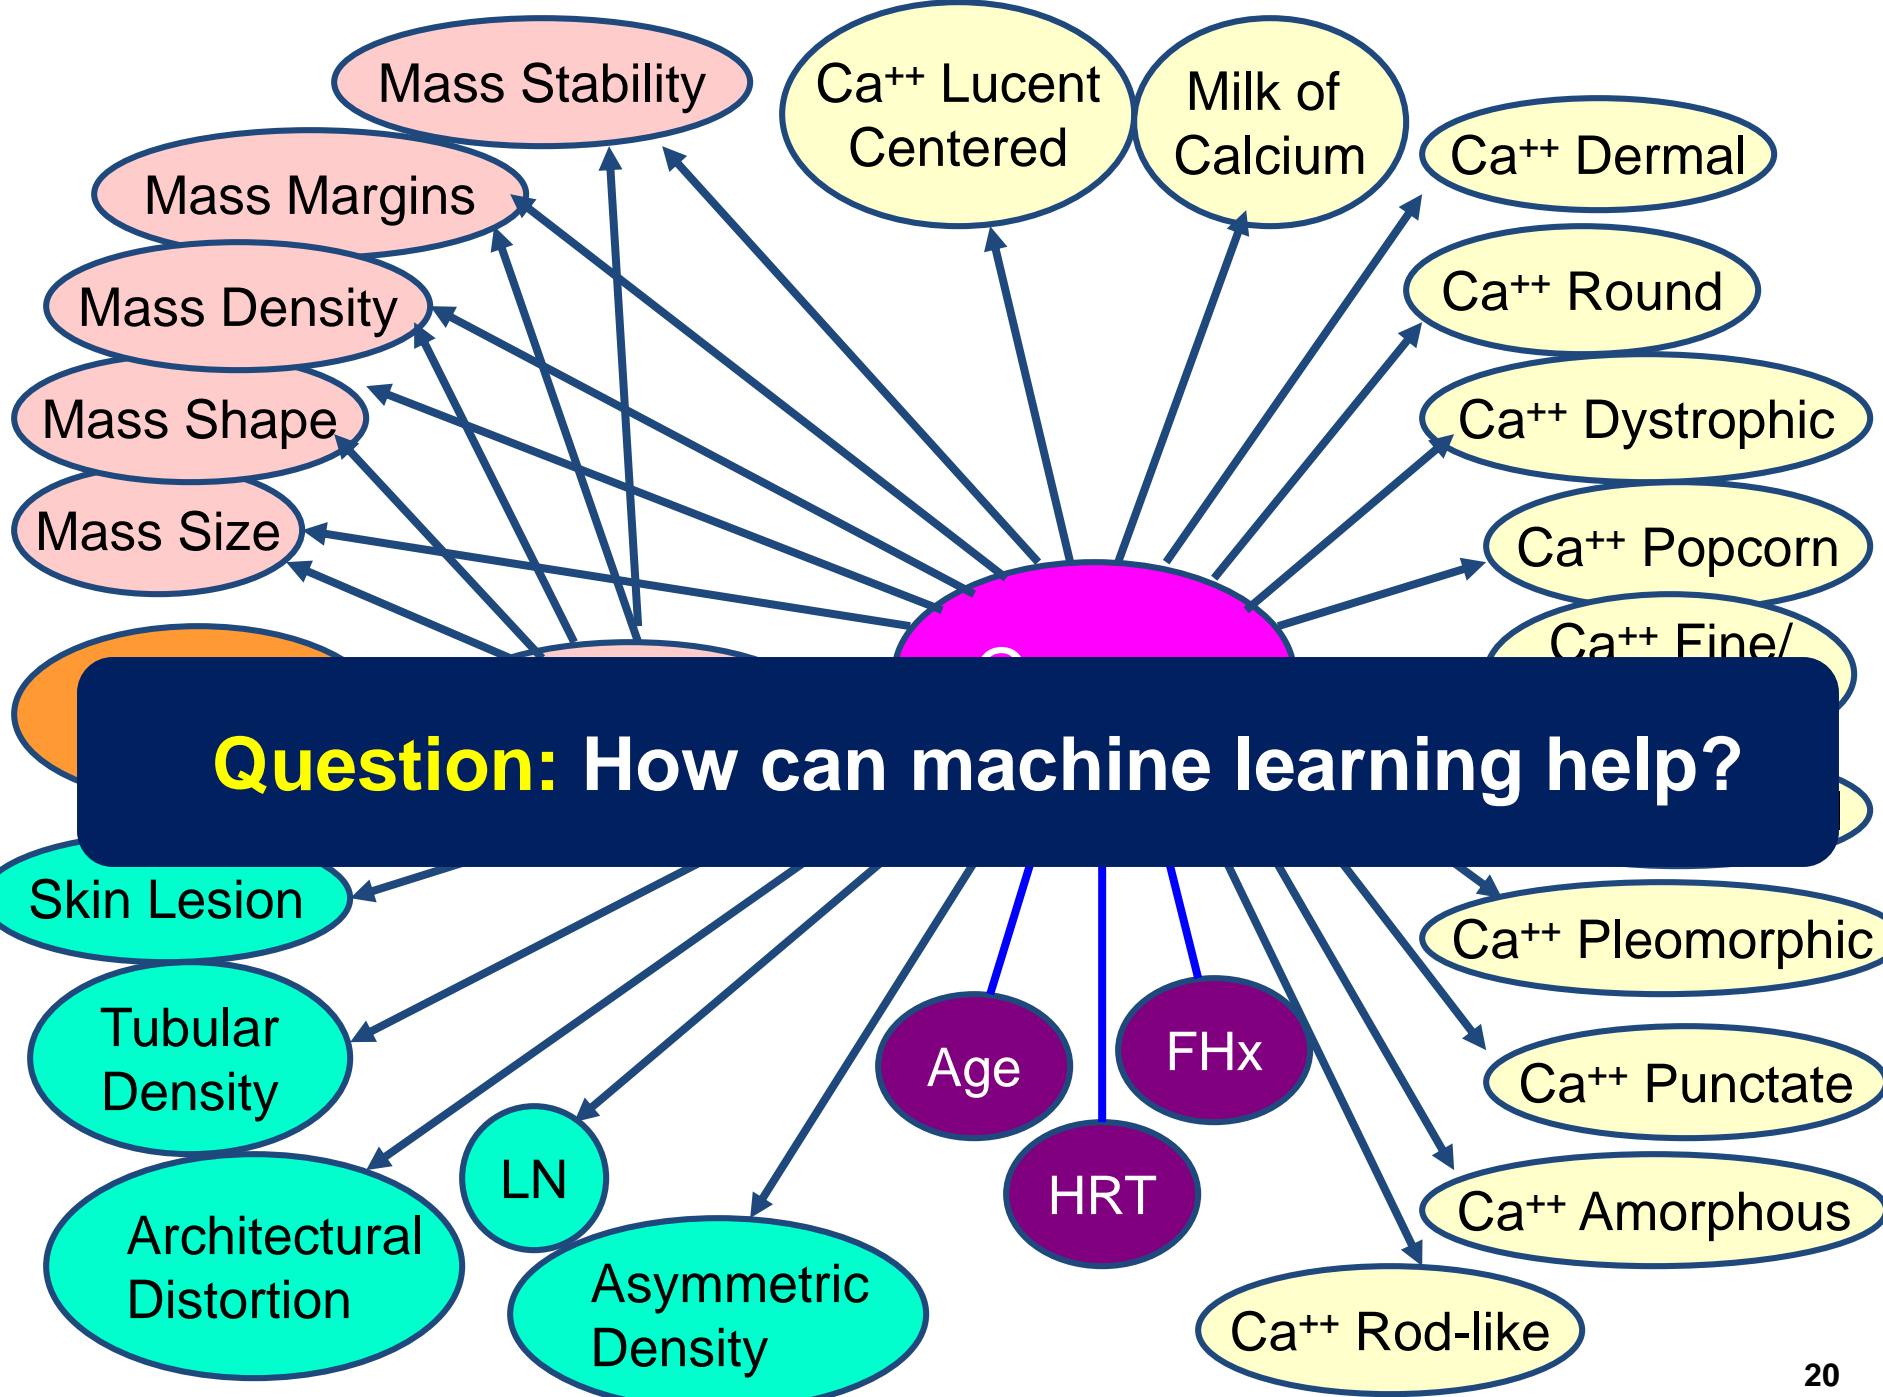 Mass Stability
Ca⁺⁺ Lucent
Centered
Milk of
Calcium
Ca⁺⁺ Dermal
Mass Margins
Ca⁺⁺ Round
Mass Density
Mass Shape
Ca⁺⁺ Dystrophic
Mass Size
Ca⁺⁺ Popcorn
Ca⁺⁺ Fine/
Question: How can machine learning help?
Skin Lesion
Ca⁺⁺ Pleomorphic
Tubular
Density
Age
FHx
Ca⁺⁺ Punctate
LN
HRT
Ca⁺⁺ Amorphous
Architectural
Distortion
Asymmetric
Density
Ca⁺⁺ Rod-like
20